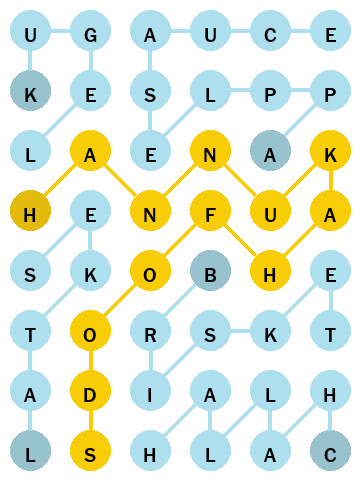 U G A U C E
K E S L P P
L A E N A K
H E N F U A
S K O B H E
T O R S K T
A D I A L H
L S H L A C